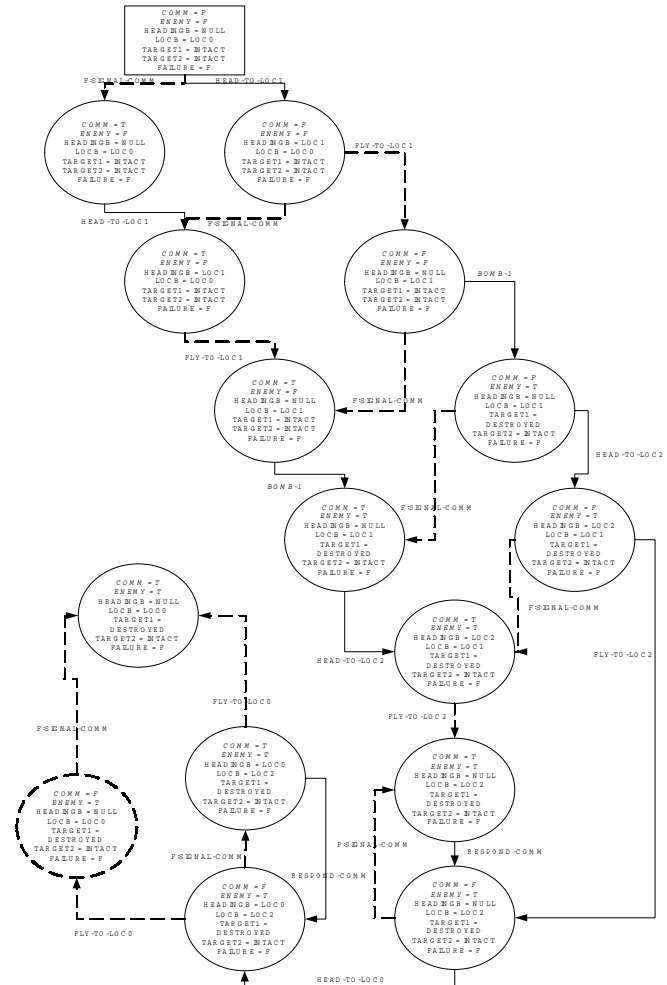 COMM = F
ENEMY = F
HEADINGB = NULL
LOCB = LOC0
TARGET1 = INTACT
TARGET2 = INTACT
FAILURE = F
F:SIGNAL-COMM
HEAD-TO-LOC1
COMM = T
ENEMY = F
HEADINGB = NULL
LOCB = LOC0
TARGET1 = INTACT
TARGET2 = INTACT
FAILURE = F
COMM = F
ENEMY = F
HEADINGB = LOC1
LOCB = LOC0
TARGET1 = INTACT
TARGET2 = INTACT
FAILURE = F
FLY-TO-LOC1
HEAD-TO-LOC1
F:SIGNAL-COMM
COMM = T
ENEMY = F
HEADINGB = LOC1
LOCB = LOC0
TARGET1 = INTACT
TARGET2 = INTACT
FAILURE = F
COMM = F
ENEMY = F
HEADINGB = NULL
LOCB = LOC1
TARGET1 = INTACT
TARGET2 = INTACT
FAILURE = F
BOMB-1
FLY-TO-LOC1
COMM = T
ENEMY = F
HEADINGB = NULL
LOCB = LOC1
TARGET1 = INTACT
TARGET2 = INTACT
FAILURE = F
F:SIGNAL-COMM
COMM = F
ENEMY = T
HEADINGB = NULL
LOCB = LOC1
TARGET1 =
DESTROYED
TARGET2 = INTACT
FAILURE = F
HEAD-TO-LOC2
BOMB-1
COMM = T
ENEMY = T
HEADINGB = NULL
LOCB = LOC1
TARGET1 =
DESTROYED
TARGET2 = INTACT
FAILURE = F
F:SIGNAL-COMM
COMM = F
ENEMY = T
HEADINGB = LOC2
LOCB = LOC1
TARGET1 =
DESTROYED
TARGET2 = INTACT
FAILURE = F
COMM = T
ENEMY = T
HEADINGB = NULL
LOCB = LOC0
TARGET1 =
DESTROYED
TARGET2 = INTACT
FAILURE = F
HEAD-TO-LOC2
COMM = T
ENEMY = T
HEADINGB = LOC2
LOCB = LOC1
TARGET1 =
DESTROYED
TARGET2 = INTACT
FAILURE = F
F:SIGNAL-COMM
FLY-TO-LOC2
FLY-TO-LOC0
FLY-TO-LOC2
F:SIGNAL-COMM
COMM = T
ENEMY = T
HEADINGB = LOC0
LOCB = LOC2
TARGET1 =
DESTROYED
TARGET2 = INTACT
FAILURE = F
COMM = T
ENEMY = T
HEADINGB = NULL
LOCB = LOC2
TARGET1 =
DESTROYED
TARGET2 = INTACT
FAILURE = F
COMM = F
ENEMY = T
HEADINGB = NULL
LOCB = LOC0
TARGET1 =
DESTROYED
TARGET2 = INTACT
FAILURE = F
F:SIGNAL-COMM
RESPOND-COMM
F:SIGNAL-COMM
RESPOND-COMM
COMM = F
ENEMY = T
HEADINGB = LOC0
LOCB = LOC2
TARGET1 =
DESTROYED
TARGET2 = INTACT
FAILURE = F
COMM = F
ENEMY = T
HEADINGB = NULL
LOCB = LOC2
TARGET1 =
DESTROYED
TARGET2 = INTACT
FAILURE = F
FLY-TO-LOC0
HEAD-TO-LOC0